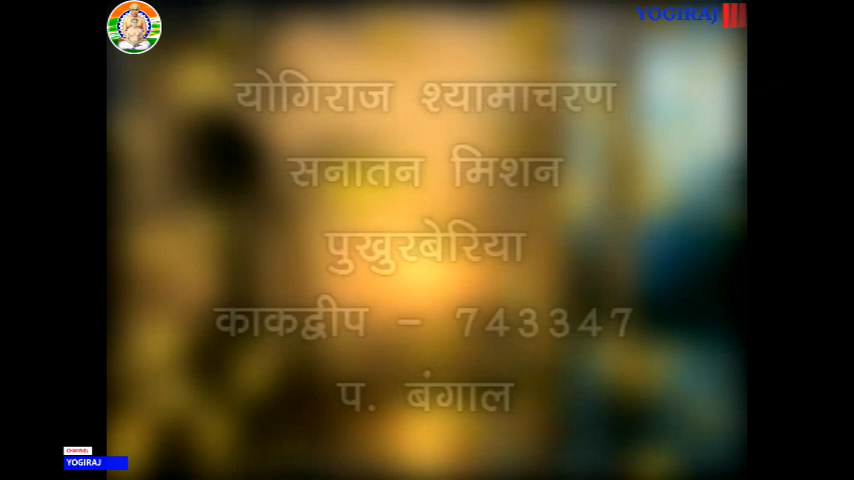 YOGIRAJ
योगिराज श्यामाचरण
सनातन मिशन
पुखुरबेरिया
काकद्वीप - 743347
प. बंगाल
CHANNEL
YOGIRAJ